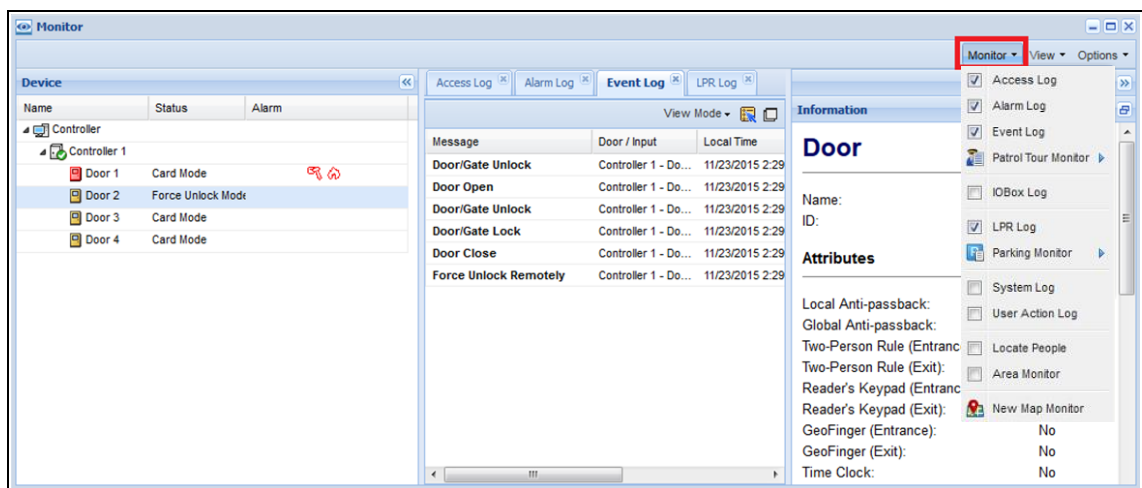 Monitor
Monitor View Options
Device
Name Status Alarm
Controller
Controller 1
Door 1 Card Mode
Door 2 Force Unlock Mode
Door 3 Card Mode
Door 4 Card Mode
Access Log Alarm Log Event Log LPR Log
View Mode
Message Door / Input Local Time
Door/Gate Unlock Controller 1 - Do... 11/23/2015 2:29
Door Open Controller 1 - Do... 11/23/2015 2:29
Door/Gate Unlock Controller 1 - Do... 11/23/2015 2:29
Door/Gate Lock Controller 1 - Do... 11/23/2015 2:29
Door Close Controller 1 - Do... 11/23/2015 2:29
Force Unlock Remotely Controller 1 - Do... 11/23/2015 2:29
Information
Door
Name:
ID:
Attributes
Local Anti-passback:
Global Anti-passback:
Two-Person Rule (Entranc
Two-Person Rule (Exit):
Reader's Keypad (Entranc
Reader's Keypad (Exit):
GeoFinger (Entrance): No
GeoFinger (Exit): No
Time Clock: No
Access Log
Alarm Log
Event Log
Patrol Tour Monitor
IOBox Log
LPR Log
Parking Monitor
System Log
User Action Log
Locate People
Area Monitor
New Map Monitor